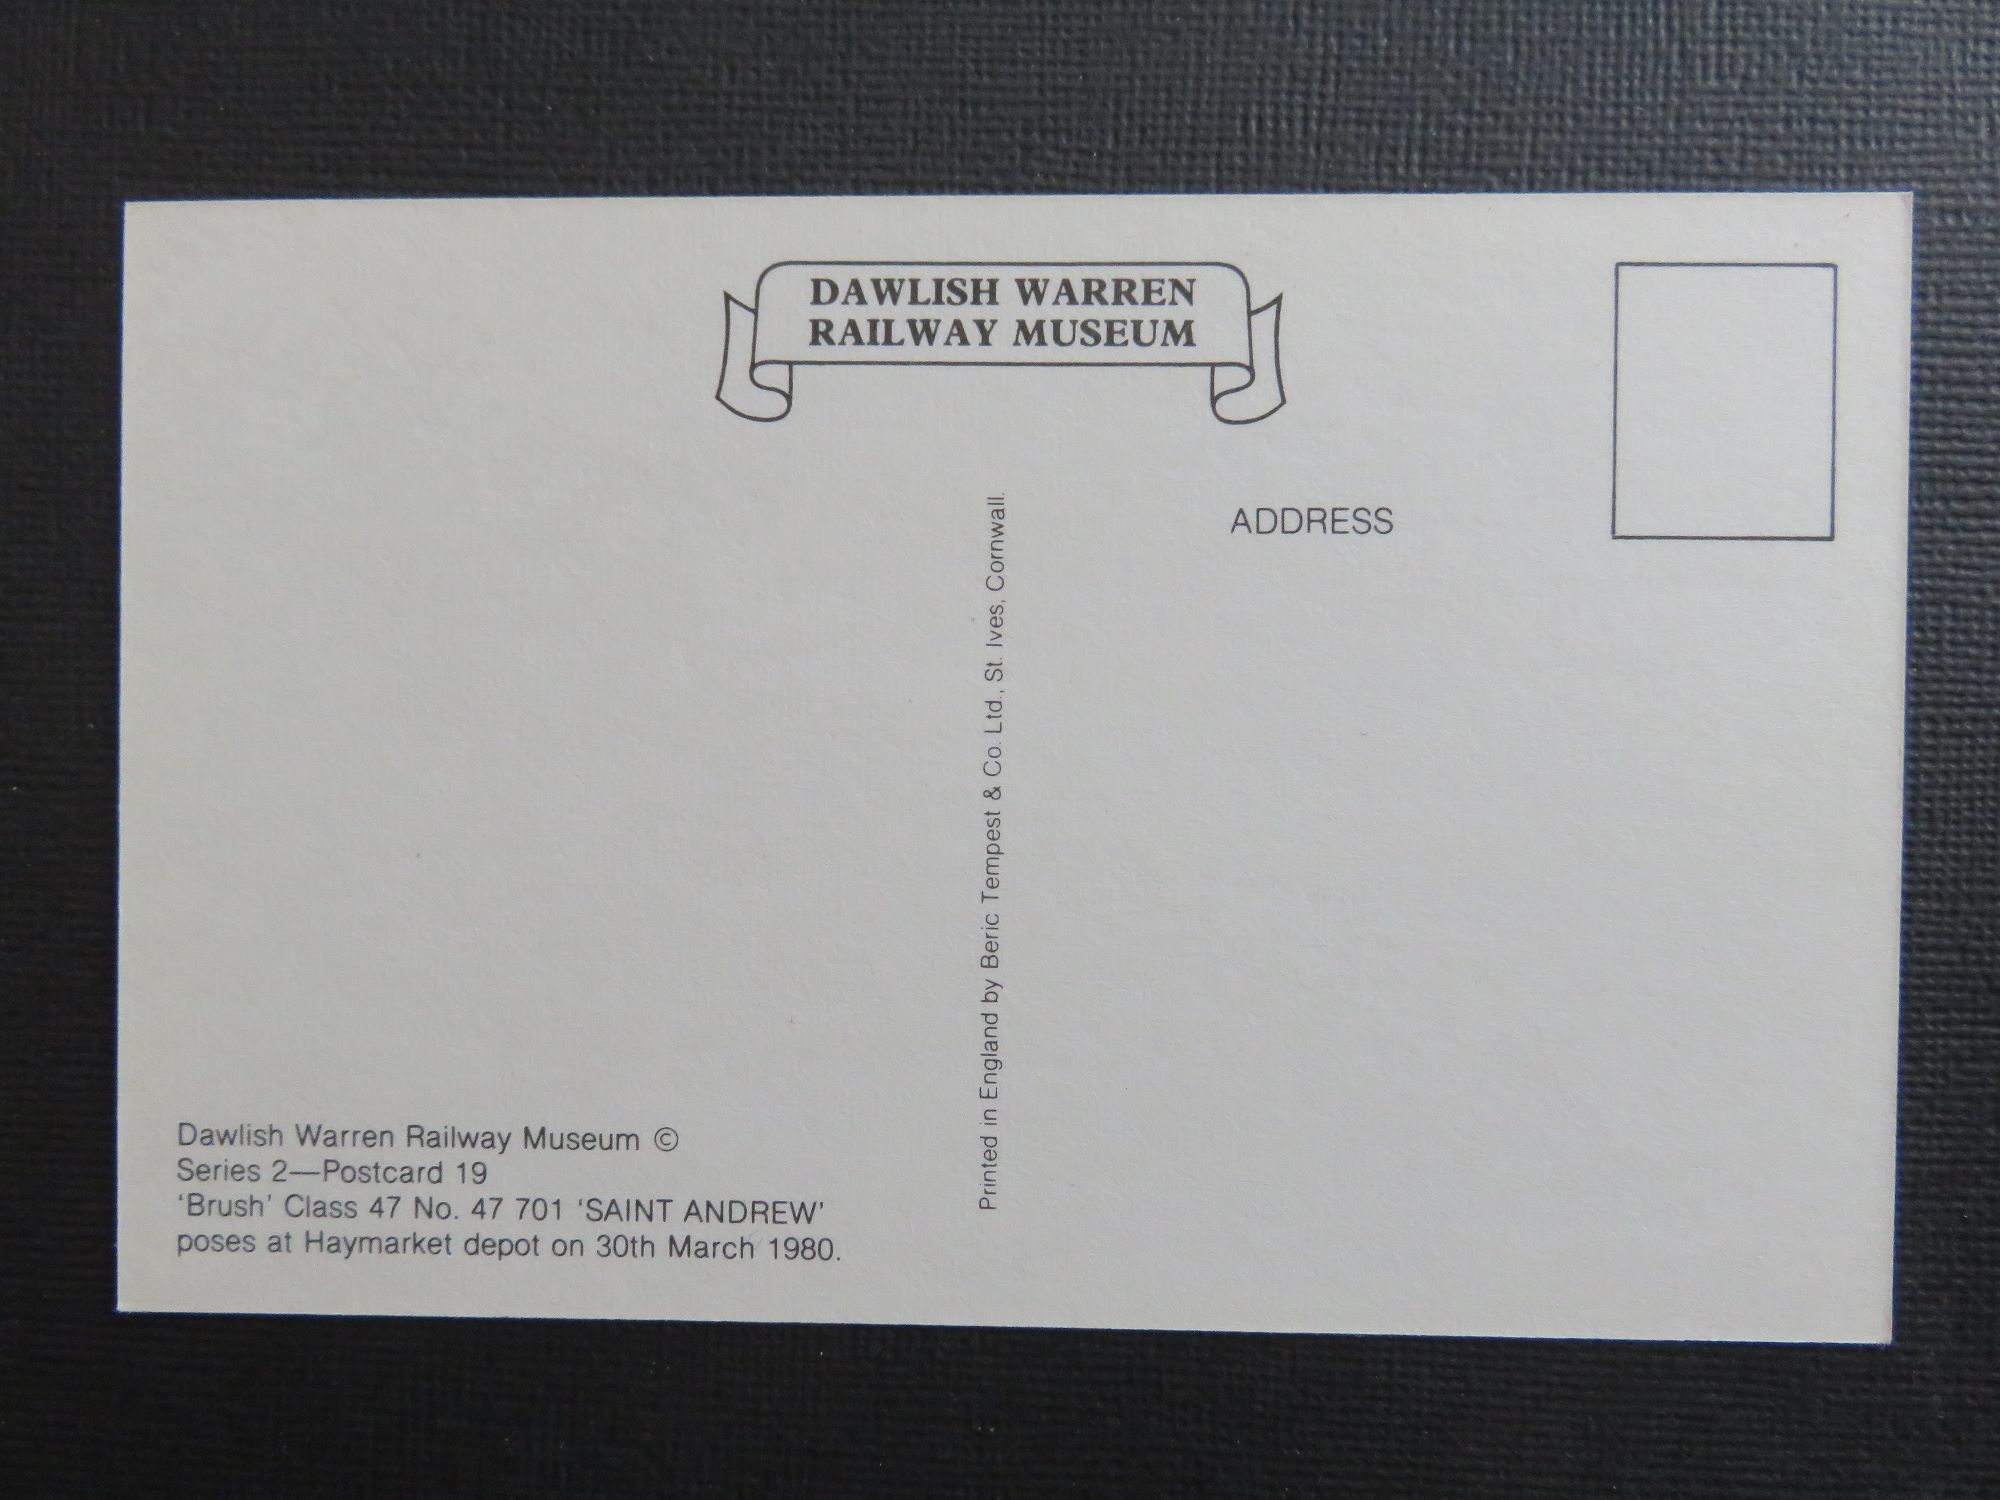 DAWLISH WARREN
RAILWAY MUSEUM
ADDRESS
Printed in England by Beric Tempest & Co. Ltd., St. Ives, Cornwall.
Dawlish Warren Railway Museum ©
Series 2—Postcard 19
‘Brush’ Class 47 No. 47 701 ‘SAINT ANDREW’
poses at Haymarket depot on 30th March 1980.